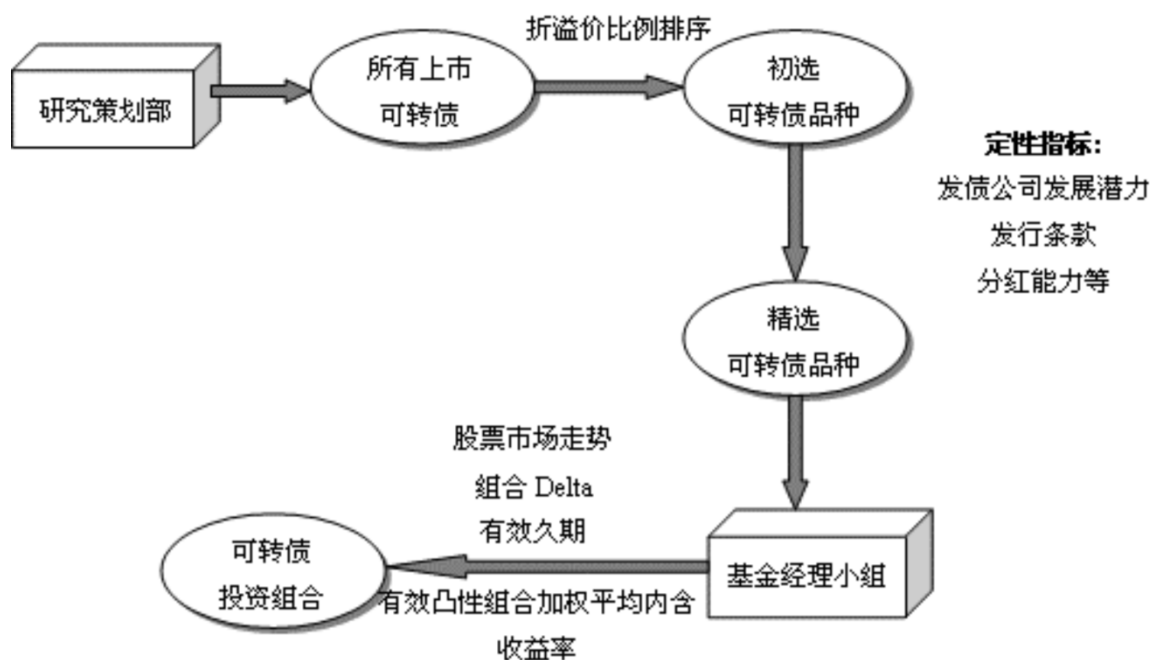 研究策划部
所有上市
可转债
折溢价比例排序
初选
可转债品种
定性指标：
发债公司发展潜力
发行条款
分红能力等
精选
可转债品种
基金经理小组
股票市场走势
组合 Delta
有效久期
有效凸性组合加权平均内含
收益率
可转债
投资组合